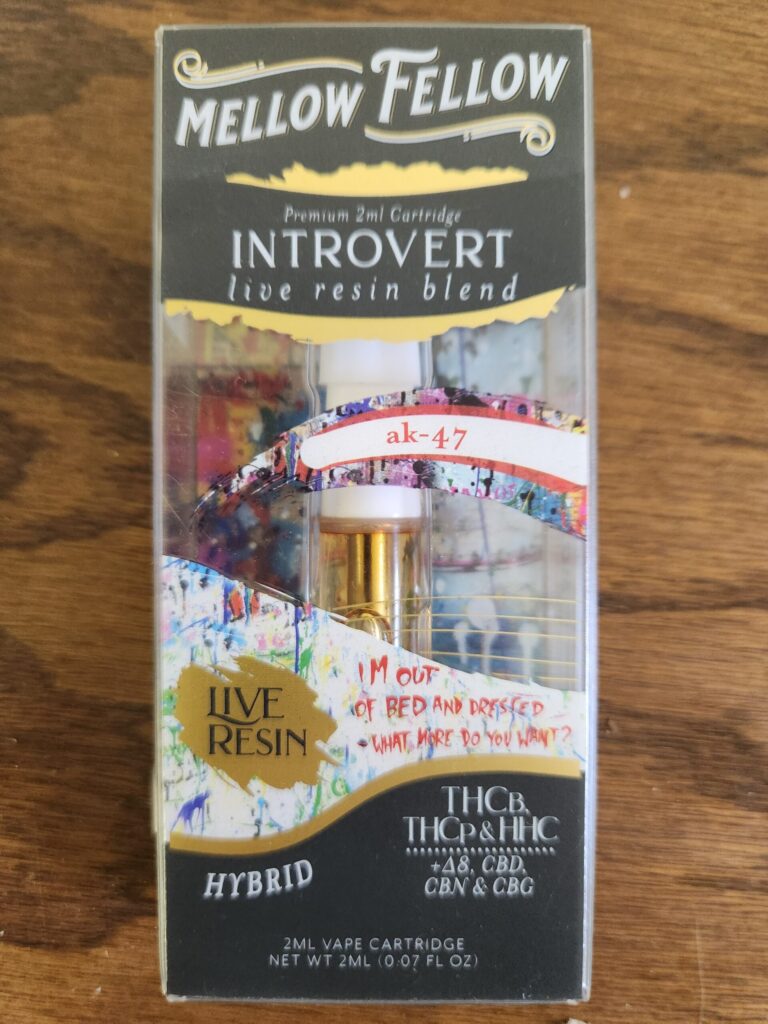 MELLOW FELLOW
Premium 2ml Cartridge
INTROVERT
live resin blend
ak-47
LIVE
RESIN
I'M OUT
OF BED AND DRESSED
WHAT MORE DO YOU WANT?
THCB,
THCP & HHC
+Δ8, CBD,
CBN & CBG
HYBRID
2ML VAPE CARTRIDGE
NET WT 2ML (0.07 FL OZ)